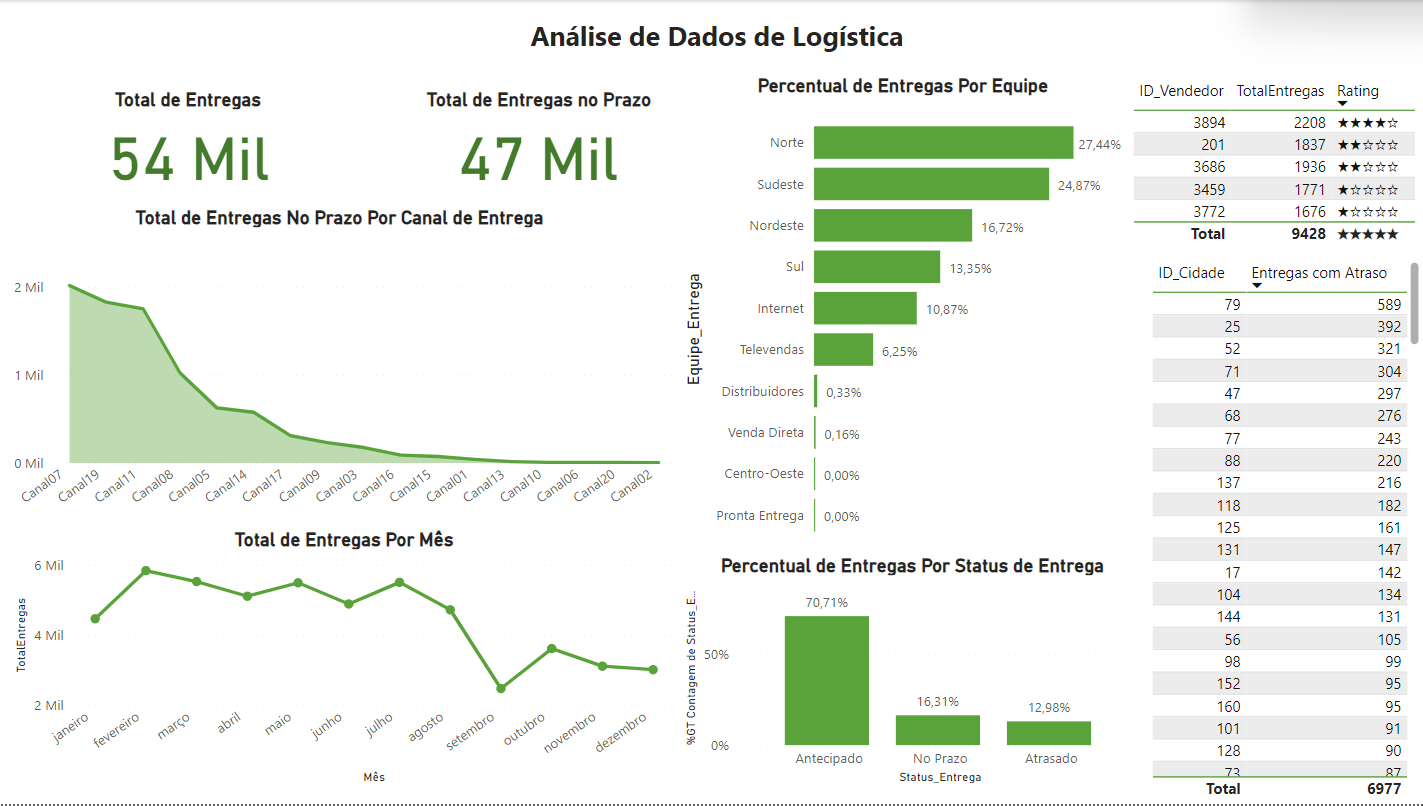 Análise de Dados de Logística
Total de Entregas
54 Mil
Total de Entregas no Prazo
47 Mil
Total de Entregas No Prazo Por Canal de Entrega
2 Mil
1 Mil
0 Mil
Canal07 Canal19 Canal11 Canal08 Canal05 Canal14 Canal17 Canal09 Canal03 Canal16 Canal15 Canal01 Canal13 Canal10 Canal06 Canal20 Canal02
Total de Entregas Por Mês
TotalEntregas
6 Mil
4 Mil
2 Mil
janeiro fevereiro março abril maio junho julho agosto setembro outubro novembro dezembro
Mês
Percentual de Entregas Por Equipe
Equipe_Entrega
Norte 27,44%
Sudeste 24,87%
Nordeste 16,72%
Sul 13,35%
Internet 10,87%
Televendas 6,25%
Distribuidores 0,33%
Venda Direta 0,16%
Centro-Oeste 0,00%
Pronta Entrega 0,00%
Percentual de Entregas Por Status de Entrega
%GT Contagem de Status_E...
50%
0%
70,71%
16,31%
12,98%
Antecipado No Prazo Atrasado
Status_Entrega
ID_Vendedor TotalEntregas Rating
3894 2208 ★★★★☆
201 1837 ★★☆☆☆
3686 1936 ★★☆☆☆
3459 1771 ★☆☆☆☆
3772 1676 ★☆☆☆☆
Total 9428 ★★★★★
ID_Cidade Entregas com Atraso
79 589
25 392
52 321
71 304
47 297
68 276
77 243
88 220
137 216
118 182
125 161
131 147
17 142
104 134
144 131
56 105
98 99
152 95
160 95
101 91
128 90
73 87
Total 6977